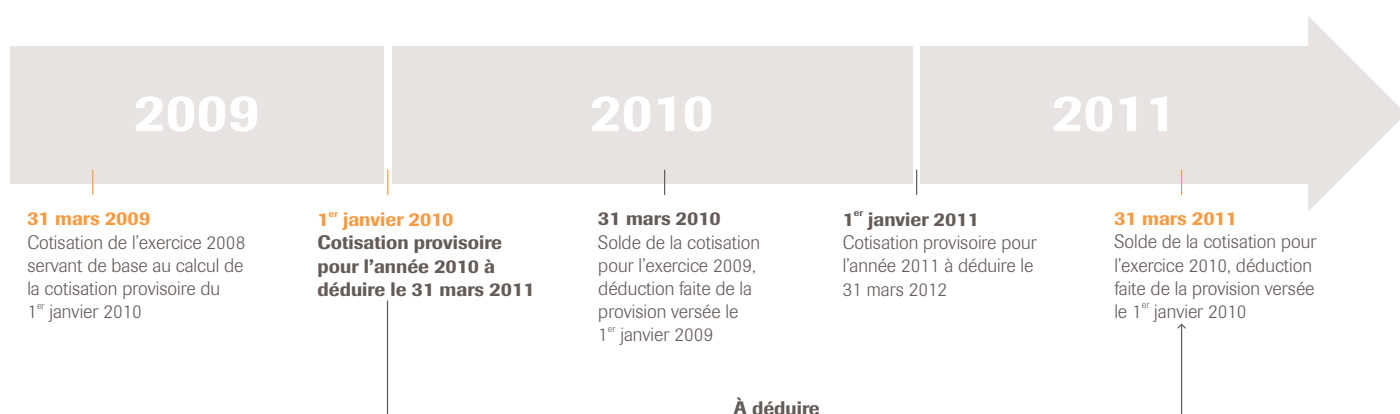 2009
2010
2011
31 mars 2009
Cotisation de l'exercice 2008
servant de base au calcul de
la cotisation provisoire du
1er janvier 2010
1er janvier 2010
Cotisation provisoire
pour l'année 2010 à
déduire le 31 mars 2011
31 mars 2010
Solde de la cotisation
pour l'exercice 2009,
déduction faite de la
provision versée le
1er janvier 2009
1er janvier 2011
Cotisation provisoire pour
l'année 2011 à déduire le
31 mars 2012
31 mars 2011
Solde de la cotisation pour
l'exercice 2010, déduction
faite de la provision versée
le 1er janvier 2010
À déduire